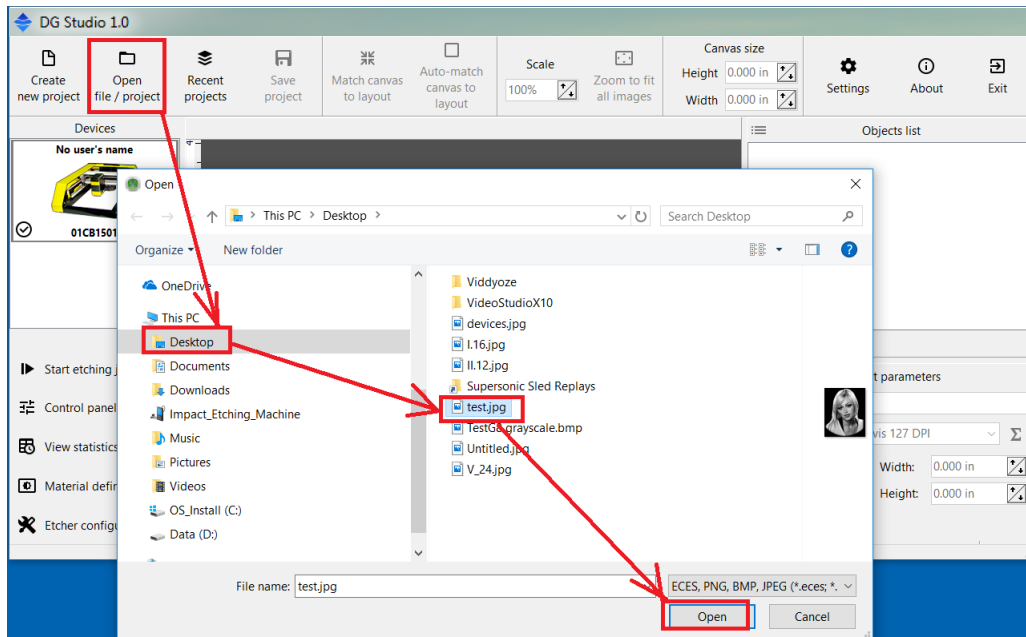 DG Studio 1.0
Create
new project
Open
file / project
Recent
projects
Save
project
Match canvas
to layout
Auto-match
canvas to
layout
Scale
100%
Zoom to fit
all images
Canvas size
Height 0.000 in
Width 0.000 in
Settings
About
Exit
Devices
Objects list
No user's name
01CB1501
Open
This PC > Desktop >
Search Desktop
Organize
New folder
OneDrive
This PC
Desktop
Documents
Downloads
Impact_Etching_Machine
Music
Pictures
Videos
OS_Install (C:)
Data (D:)
Viddyoze
VideoStudioX10
devices.jpg
I.16.jpg
II.12.jpg
Supersonic Sled Replays
test.jpg
TestG8.grayscale.bmp
Untitled.jpg
V_24.jpg
File name: test.jpg
ECES, PNG, BMP, JPEG (*.eces; *.
Open
Cancel
Start etching j
Control panel
View statistics
Material defin
Etcher configu
t parameters
vis 127 DPI
Σ
Width: 0.000 in
Height: 0.000 in